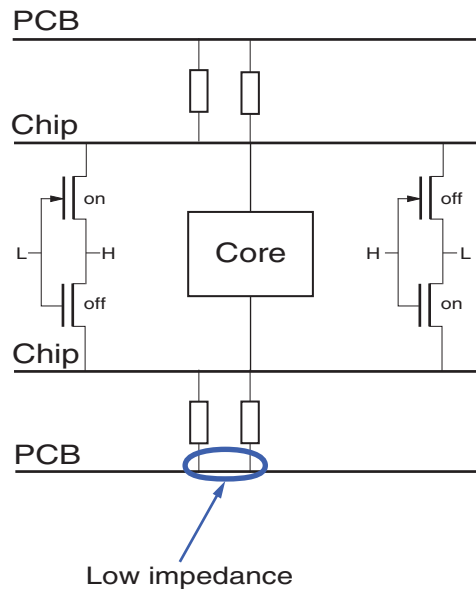 PCB
Chip
on
off
L
H
Core
H
L
off
on
Chip
PCB
Low impedance